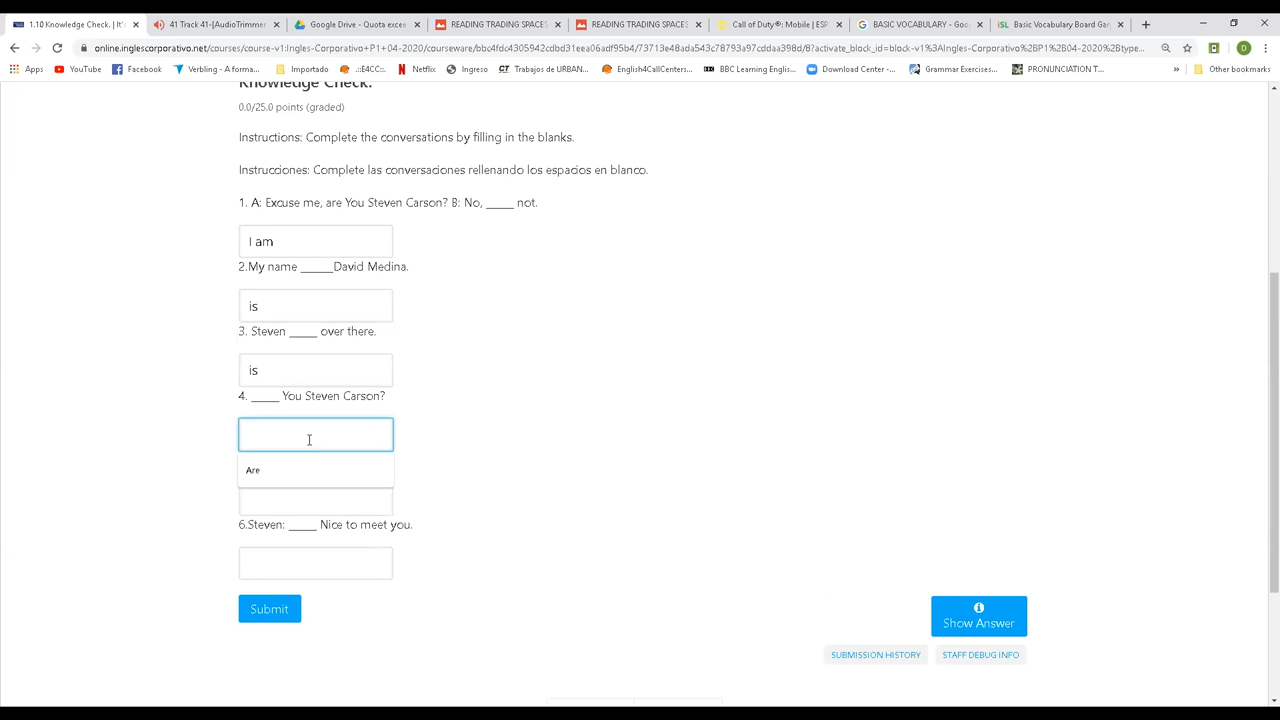 1.10 Knowledge Check. | It's
41 Track 41-[AudioTrimmer
Google Drive - Quota excee
READING TRADING SPACES
READING TRADING SPACES
Call of Duty®: Mobile | ESP
BASIC VOCABULARY - Goo
Basic Vocabulary Board Gam
online.inglescorporativo.net/courses/course-v1:Ingles-Corporativo+P1+04-2020/courseware/bbc4fdc4305942cdbd31eea06adf95b4/73713e48ada543c78793a97cddaa398d/8?activate_block_id=block-v1%3AIngles-Corporativo%2BP1%2B04-2020%2Btype...
Apps YouTube Facebook Verbling - A forma... Importado .::E4CC::. Netflix Ingreso Trabajos de URBAN... English4CallCenters... BBC Learning Englis... Download Center -... Grammar Exercises... PRONUNCIATION T... » Other bookmarks
Knowledge Check.
0.0/25.0 points (graded)
Instructions: Complete the conversations by filling in the blanks.
Instrucciones: Complete las conversaciones rellenando los espacios en blanco.
1. A: Excuse me, are You Steven Carson? B: No, _____ not.
I am
2.My name ______David Medina.
is
3. Steven _____ over there.
is
4. _____ You Steven Carson?
Are
6.Steven: _____ Nice to meet you.
Submit
Show Answer
SUBMISSION HISTORY STAFF DEBUG INFO